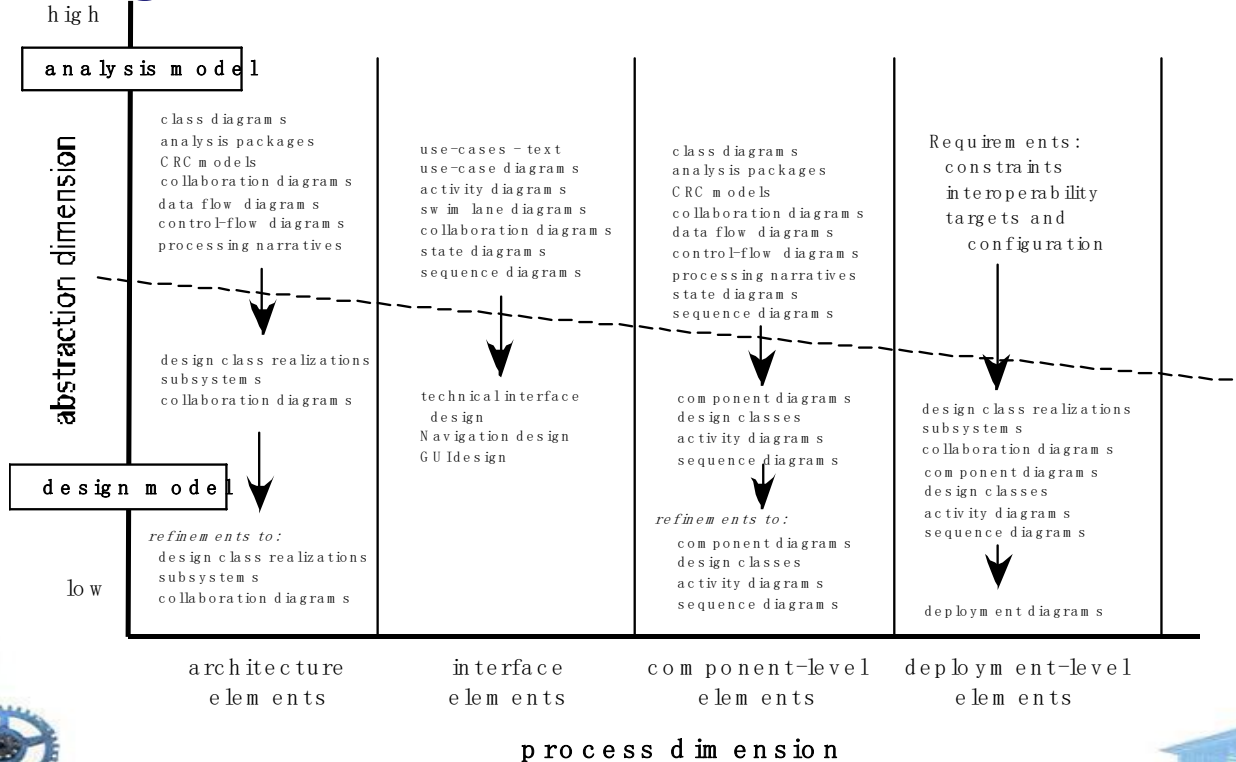 high
analysis model
abstraction dimension
class diagrams
analysis packages
CRC models
collaboration diagrams
data flow diagrams
control-flow diagrams
processing narratives
design class realizations
subsystems
collaboration diagrams
design model
refinements to:
design class realizations
subsystems
collaboration diagrams
low
use-cases - text
use-case diagrams
activity diagrams
swim lane diagrams
collaboration diagrams
state diagrams
sequence diagrams
technical interface
design
Navigation design
GUI design
class diagrams
analysis packages
CRC models
collaboration diagrams
data flow diagrams
control-flow diagrams
processing narratives
state diagrams
sequence diagrams
component diagrams
design classes
activity diagrams
sequence diagrams
refinements to:
component diagrams
design classes
activity diagrams
sequence diagrams
Requirements:
constraints
interoperability
targets and
configuration
design class realizations
subsystems
collaboration diagrams
component diagrams
design classes
activity diagrams
sequence diagrams
deployment diagrams
architecture
elements
interface
elements
component-level
elements
deployment-level
elements
process dimension